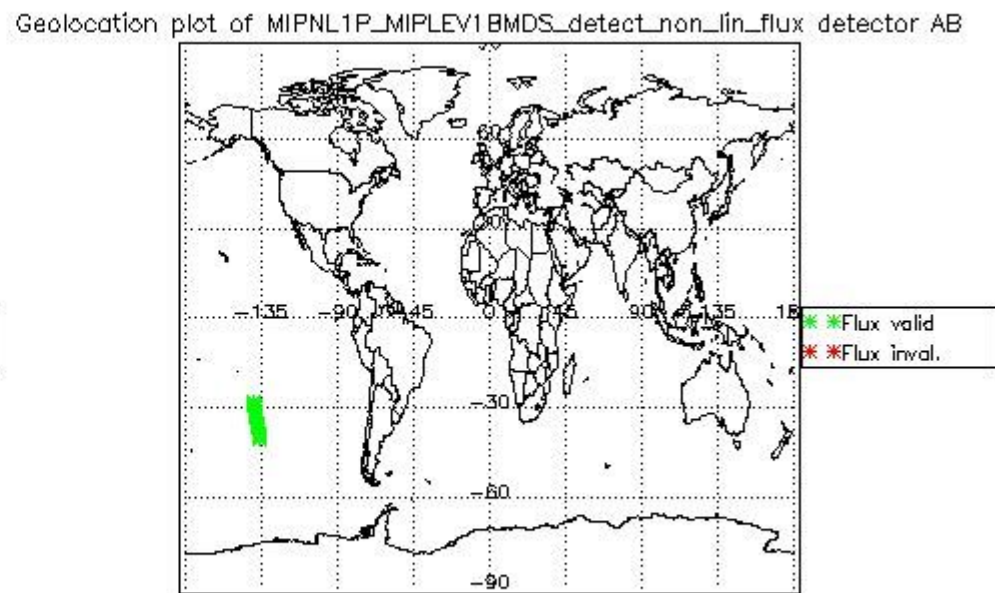 Geolocation plot of MIPNL1P_MIPLEV1BMDS_detect_non_lin_flux detector AB
-135 -90 -45 0 45 90 135
-30
-60
-90
* *Flux valid
* *Flux inval.